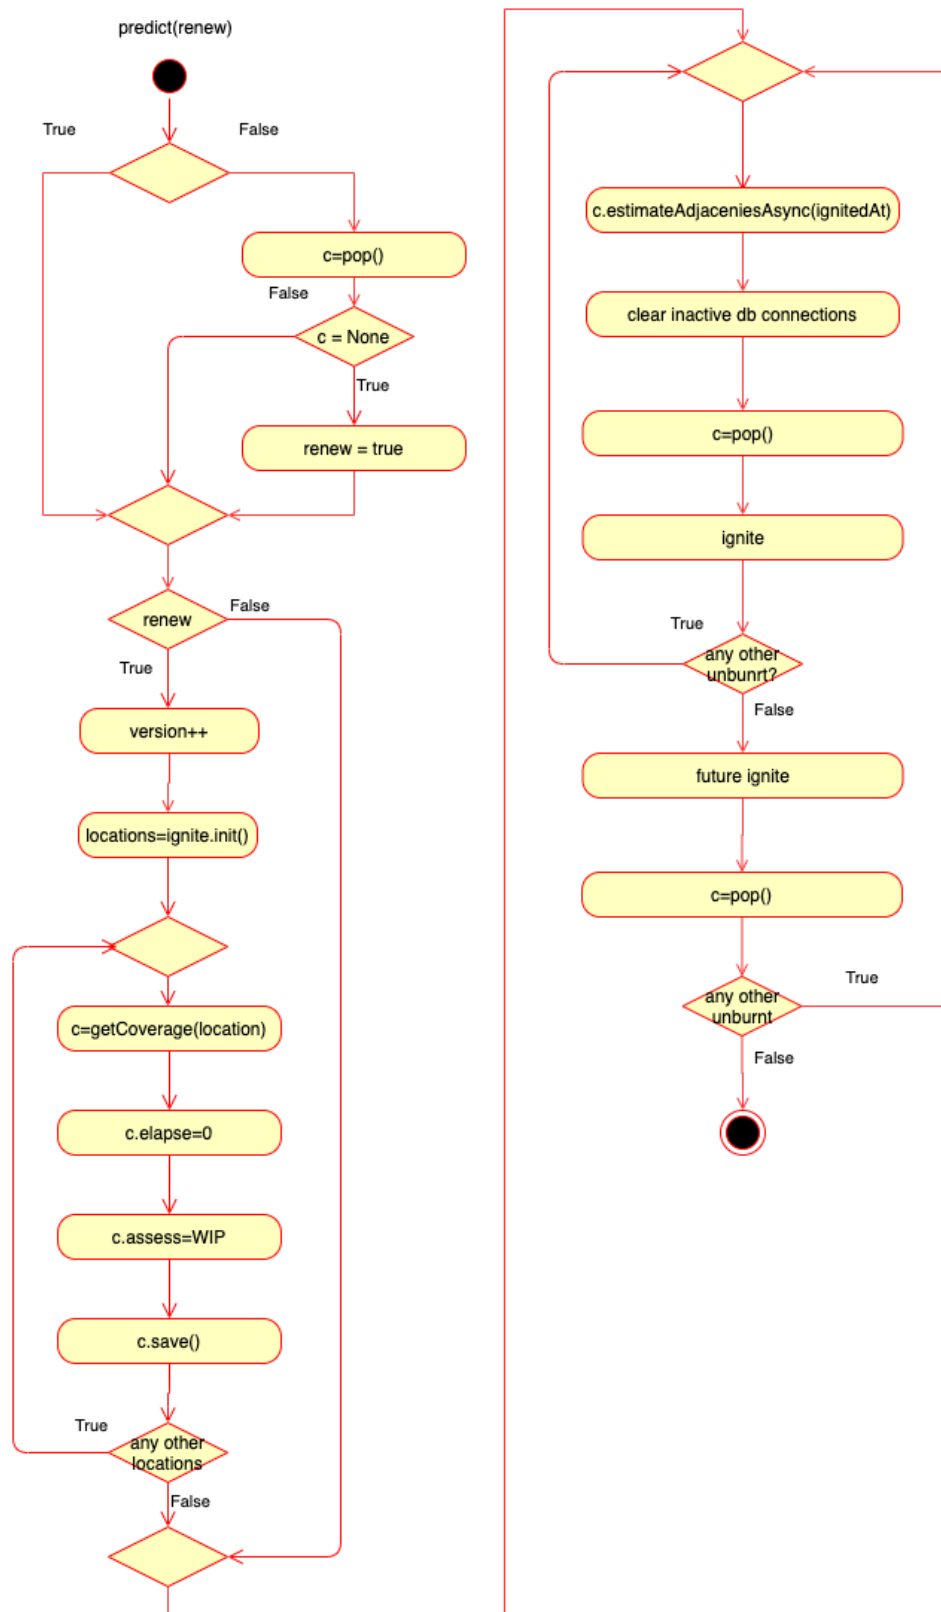 predict(renew)
True
False
c=pop()
False
c = None
True
renew = true
renew
False
True
version++
locations=ignite.init()
c=getCoverage(location)
c.elapse=0
c.assess=WIP
c.save()
True
any other
locations
False
c.estimateAdjaceniesAsync(ignitedAt)
clear inactive db connections
c=pop()
ignite
True
any other
unbunrt?
False
future ignite
c=pop()
any other
unburnt
True
False